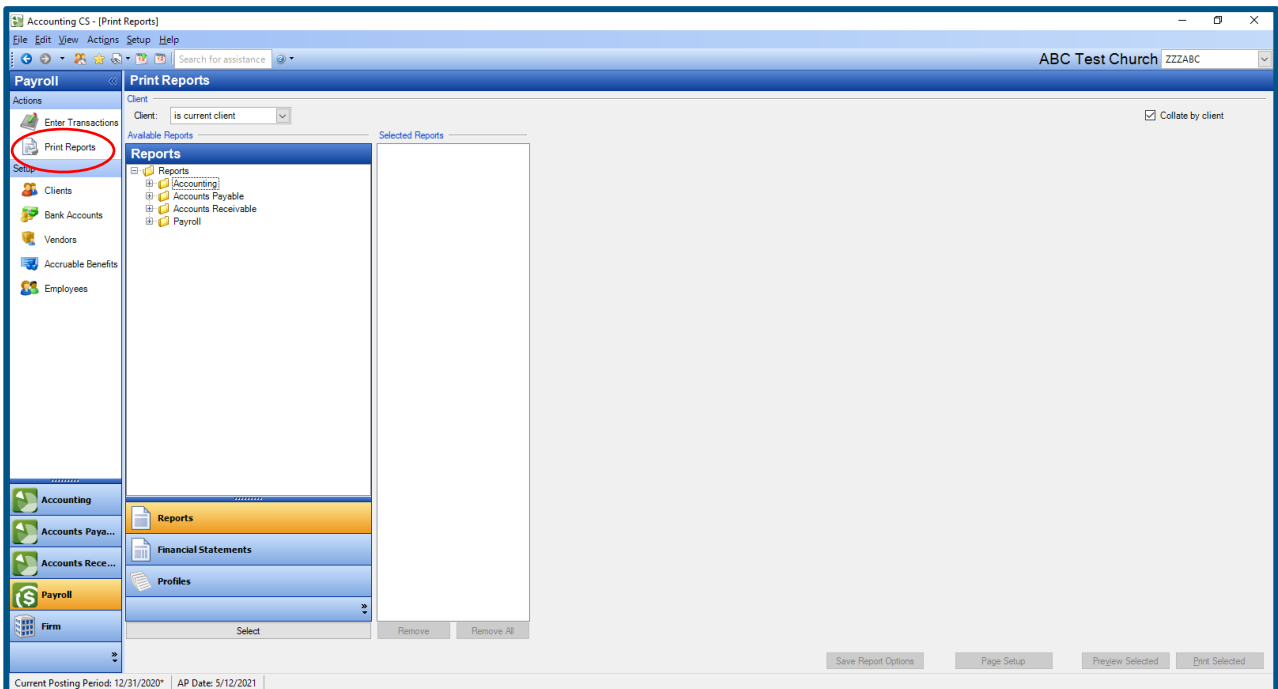 Accounting CS - [Print Reports]
File Edit View Actions Setup Help
Search for assistance
ABC Test Church ZZZABC
Payroll
Print Reports
Actions
Enter Transactions
Print Reports
Setup
Clients
Bank Accounts
Vendors
Accruable Benefits
Employees
Accounting
Accounts Paya...
Accounts Rece...
Payroll
Firm
Client
Client: is current client
Collate by client
Available Reports
Selected Reports
Reports
Reports
Accounting
Accounts Payable
Accounts Receivable
Payroll
Reports
Financial Statements
Profiles
Select
Remove Remove All
Save Report Options Page Setup Preview Selected Print Selected
Current Posting Period: 12/31/2020* AP Date: 5/12/2021